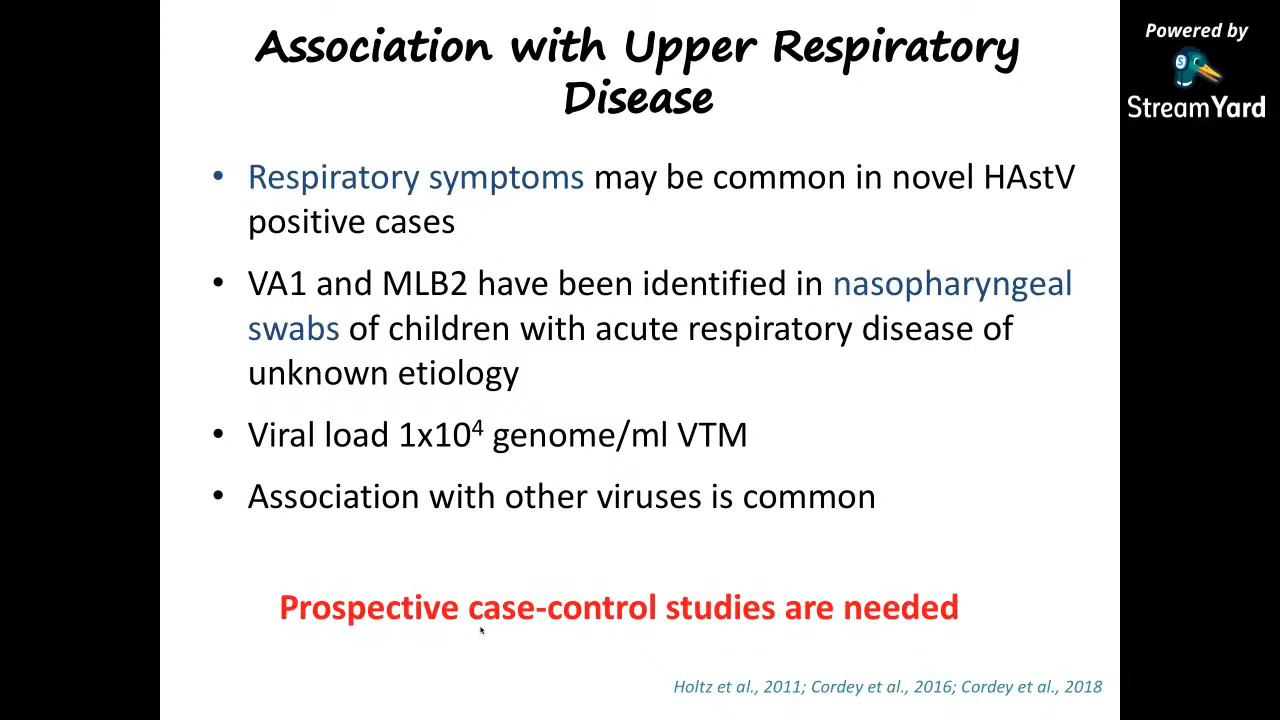 Association with Upper Respiratory
Disease
Powered by
StreamYard
• Respiratory symptoms may be common in novel HAstV
positive cases
• VA1 and MLB2 have been identified in nasopharyngeal
swabs of children with acute respiratory disease of
unknown etiology
• Viral load 1x10⁴ genome/ml VTM
• Association with other viruses is common
Prospective case-control studies are needed
Holtz et al., 2011; Cordey et al., 2016; Cordey et al., 2018